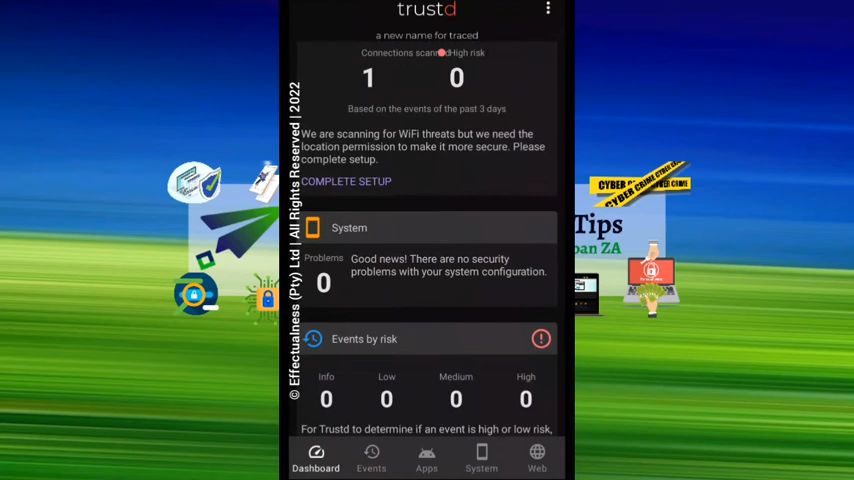 trustd
a new name for traced
Connections scanned High risk
1 0
Based on the events of the past 3 days
We are scanning for WiFi threats but we need the
location permission to make it more secure. Please
complete setup.
COMPLETE SETUP
System
Problems
0
Good news! There are no security
problems with your system configuration.
Events by risk
Info Low Medium High
0 0 0 0
For Trustd to determine if an event is high or low risk,
Dashboard Events Apps System Web
© Effectualness (Pty) Ltd | All Rights Reserved | 2022
CYBER CRIME
CYBER CRIME
Tips
ban ZA